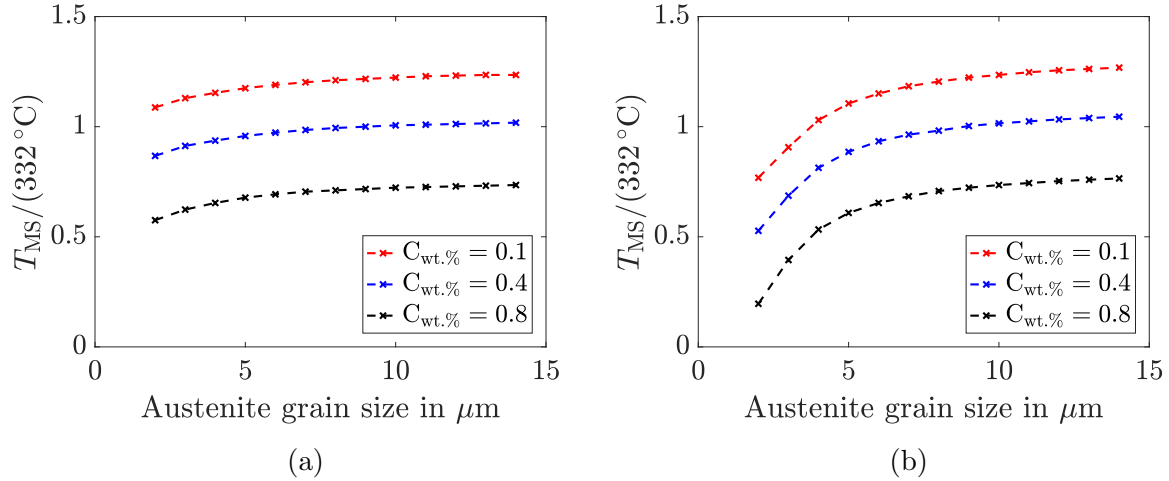 1.5
1
0.5
0
0 5 10 15
T_MS/(332 °C)
Austenite grain size in μm
C_wt.% = 0.1
C_wt.% = 0.4
C_wt.% = 0.8
(a)
1.5
1
0.5
0
0 5 10 15
T_MS/(332 °C)
Austenite grain size in μm
C_wt.% = 0.1
C_wt.% = 0.4
C_wt.% = 0.8
(b)